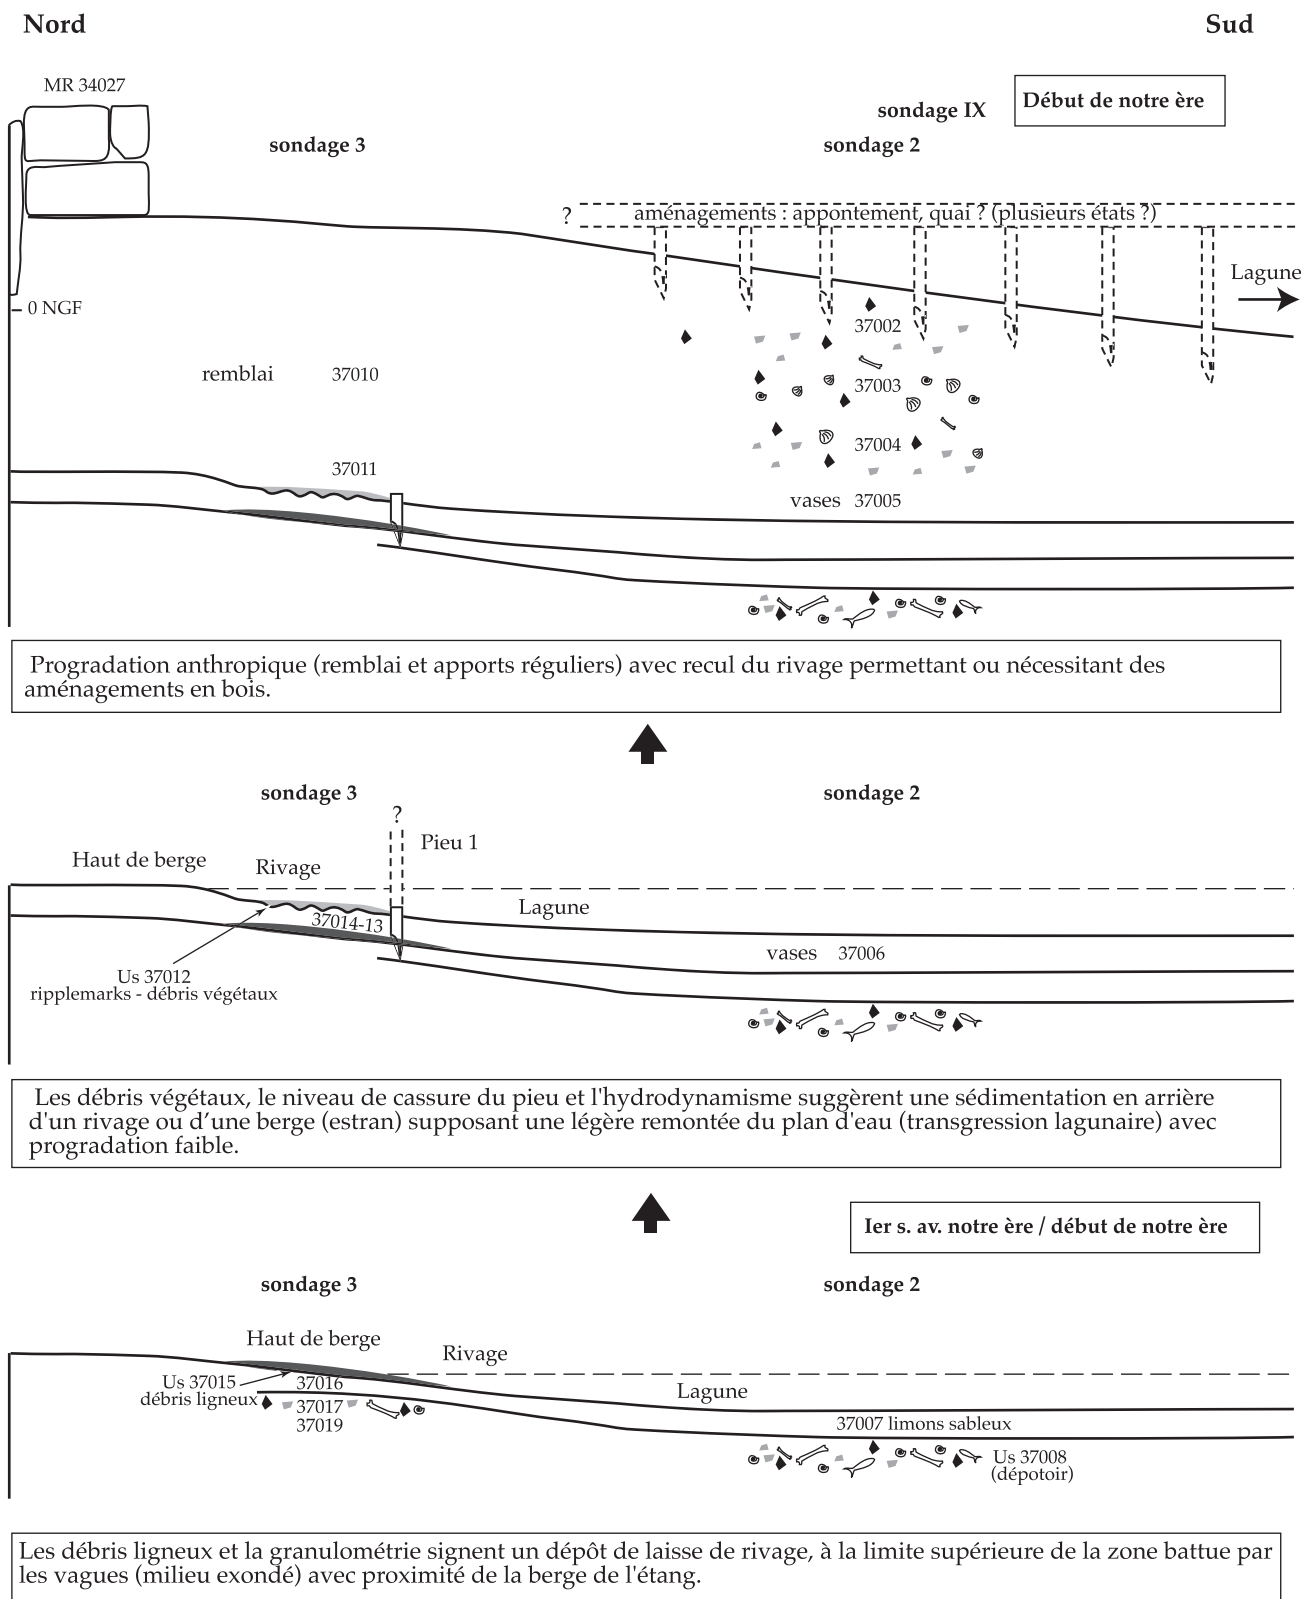 Nord
Sud
MR 34027
sondage IX
Début de notre ère
sondage 3
sondage 2
?
aménagements : appontement, quai ? (plusieurs états ?)
Lagune
0 NGF
37002
remblai
37010
37003
37004
37011
vases 37005
Progradation anthropique (remblai et apports réguliers) avec recul du rivage permettant ou nécessitant des
aménagements en bois.
sondage 3
sondage 2
?
Pieu 1
Haut de berge
Rivage
Lagune
37014-13
vases 37006
Us 37012
ripplemarks - débris végétaux
Les débris végétaux, le niveau de cassure du pieu et l'hydrodynamisme suggèrent une sédimentation en arrière
d'un rivage ou d’une berge (estran) supposant une légère remontée du plan d'eau (transgression lagunaire) avec
progradation faible.
Ier s. av. notre ère / début de notre ère
sondage 3
sondage 2
Haut de berge
Rivage
Us 37015
débris ligneux
37016
Lagune
37017
37019
37007 limons sableux
Us 37008
(dépotoir)
Les débris ligneux et la granulométrie signent un dépôt de laisse de rivage, à la limite supérieure de la zone battue par
les vagues (milieu exondé) avec proximité de la berge de l'étang.